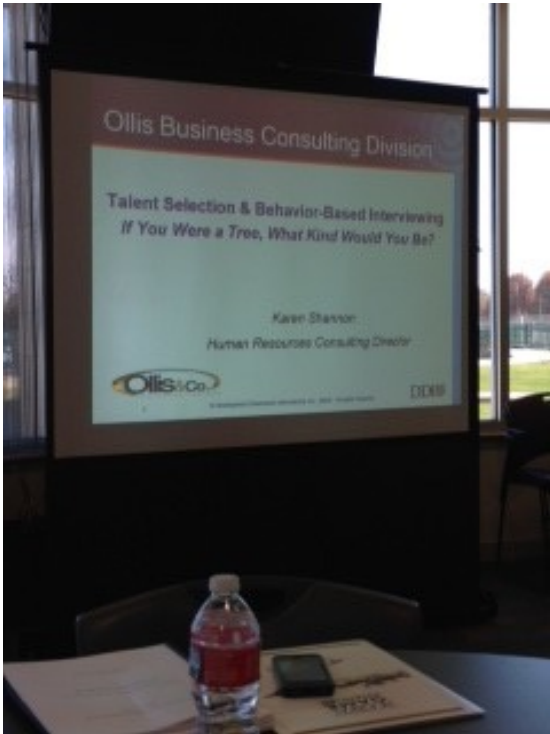 Ollis Business Consulting Division
Talent Selection & Behavior-Based Interviewing
If You Were a Tree, What Kind Would You Be?
Karen Shannon
Human Resources Consulting Director
Ollis & Co.
DDI